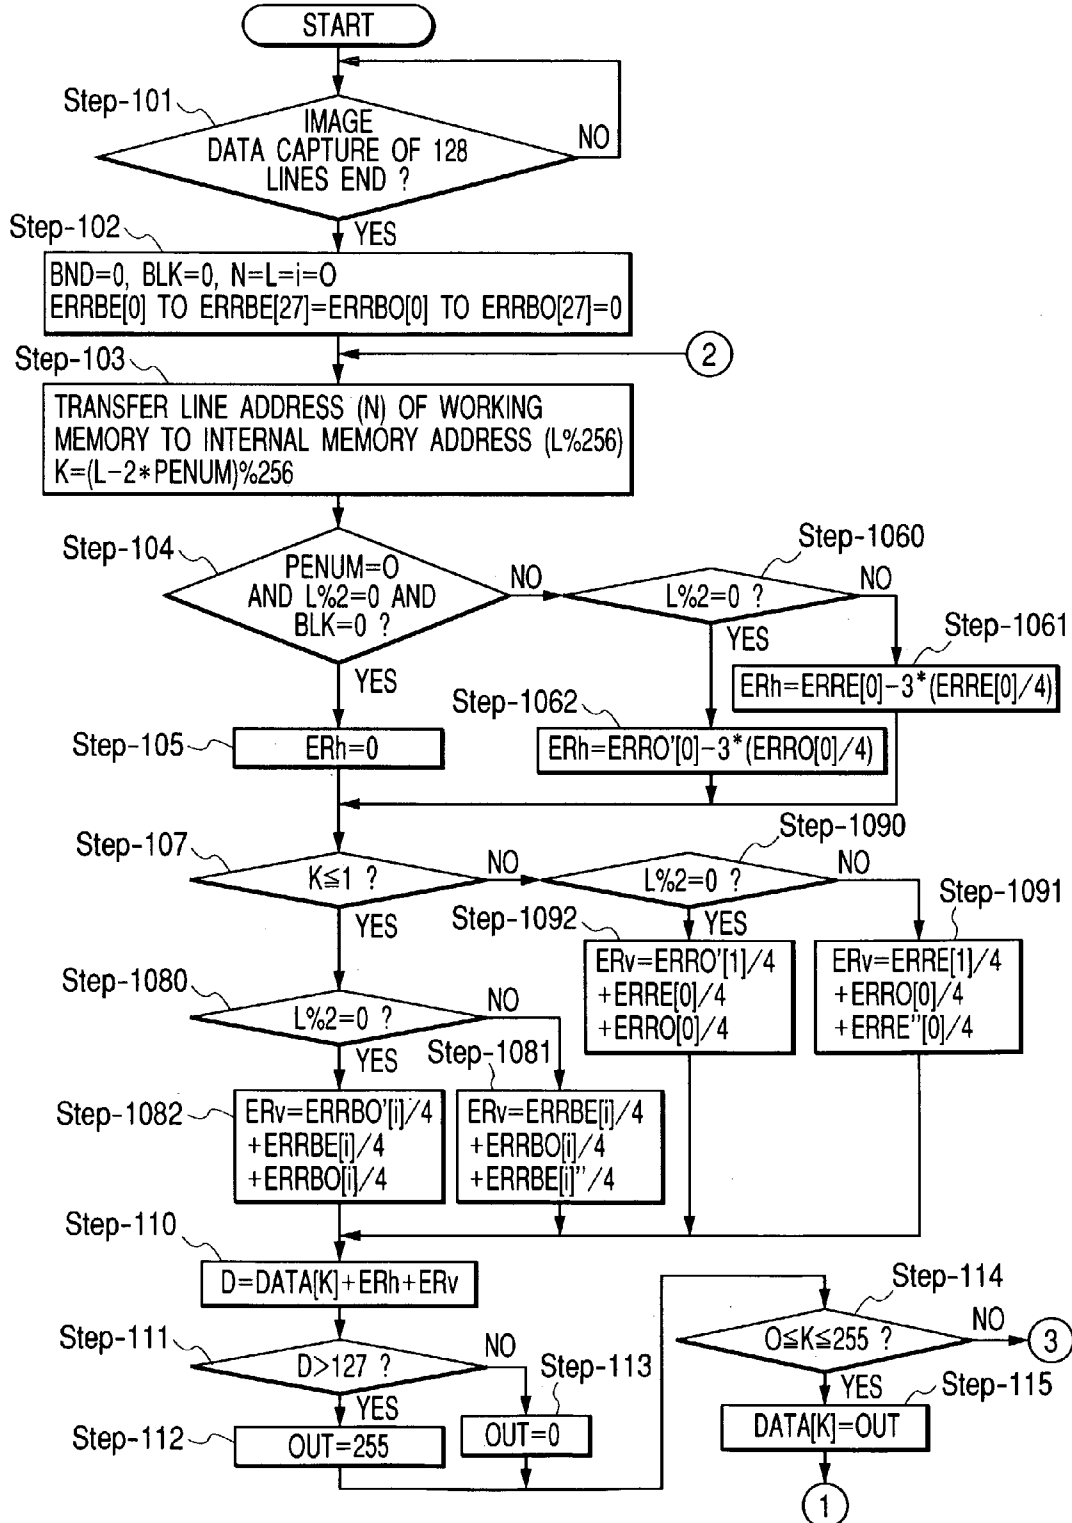 START
Step-101
IMAGE
DATA CAPTURE OF 128
LINES END ?
NO
YES
Step-102
BND=0, BLK=0, N=L=i=O
ERRBE[0] TO ERRBE[27]=ERRBO[0] TO ERRBO[27]=0
2
Step-103
TRANSFER LINE ADDRESS (N) OF WORKING
MEMORY TO INTERNAL MEMORY ADDRESS (L%256)
K=(L-2*PENUM)%256
Step-104
PENUM=O
AND L%2=0 AND
BLK=0 ?
NO
YES
Step-1060
L%2=0 ?
NO
YES
Step-1061
ERh=ERRE[0]-3*(ERRE[0]/4)
Step-1062
ERh=ERRO'[0]-3*(ERRO[0]/4)
Step-105
ERh=0
Step-107
K≦1 ?
NO
YES
Step-1090
L%2=0 ?
NO
YES
Step-1092
ERv=ERRO'[1]/4
+ERRE[0]/4
+ERRO[0]/4
Step-1091
ERv=ERRE[1]/4
+ERRO[0]/4
+ERRE''[0]/4
Step-1080
L%2=0 ?
NO
YES
Step-1082
ERv=ERRBO'[i]/4
+ERRBE[i]/4
+ERRBO[i]/4
Step-1081
ERv=ERRBE[i]/4
+ERRBO[i]/4
+ERRBE[i]''/4
Step-110
D=DATA[K]+ERh+ERv
Step-111
D>127 ?
NO
YES
Step-112
OUT=255
Step-113
OUT=0
Step-114
O≦K≦255 ?
NO
3
YES
Step-115
DATA[K]=OUT
1